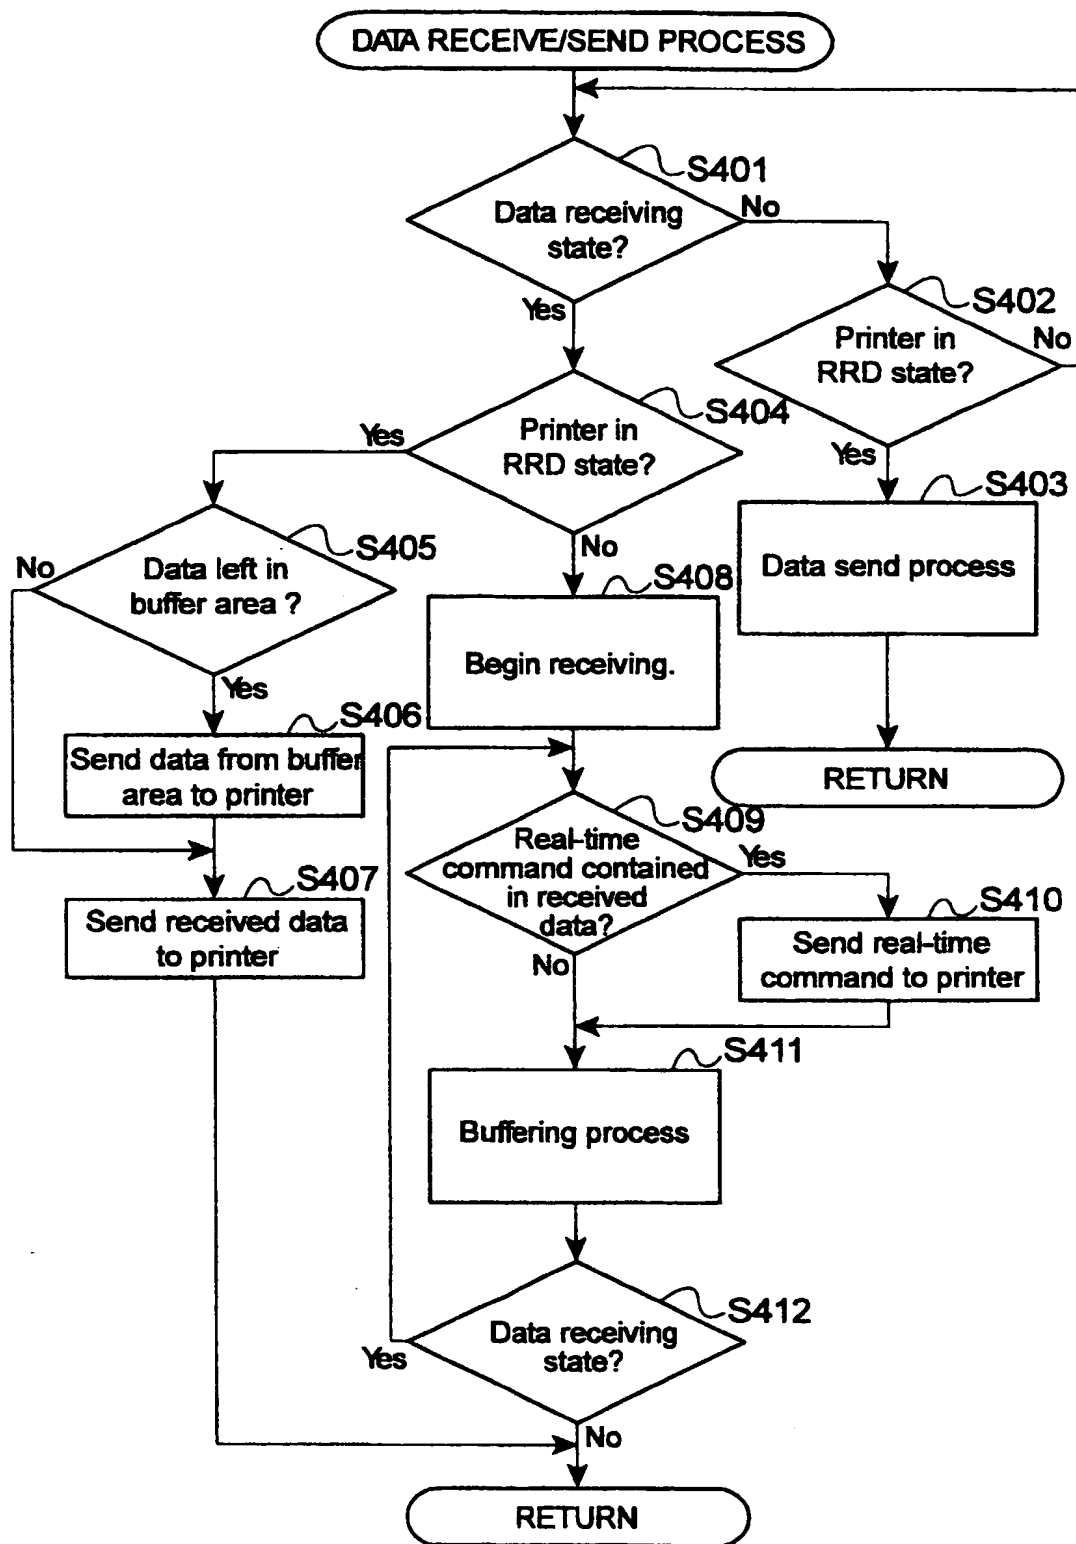 DATA RECEIVE/SEND PROCESS
S401
Data receiving
state?
No
Yes
S402
Printer in
RRD state?
No
Yes
S404
Printer in
RRD state?
Yes
No
S403
Data send process
S405
Data left in
buffer area ?
No
Yes
S408
Begin receiving.
S406
Send data from buffer
area to printer
RETURN
S409
Real-time
command contained
in received
data?
Yes
No
S407
Send received data
to printer
S410
Send real-time
command to printer
S411
Buffering process
S412
Data receiving
state?
Yes
No
RETURN